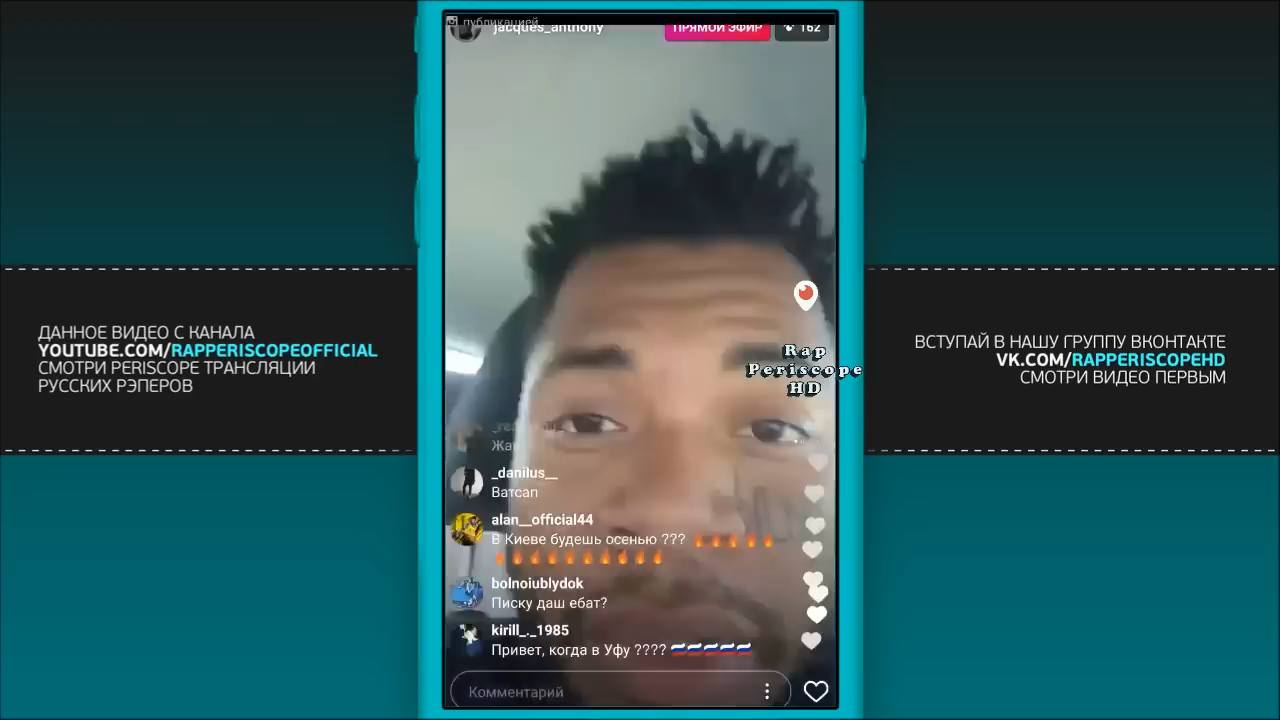 публикацией
jacques_anthony
ПРЯМОЙ ЭФИР
162
ДАННОЕ ВИДЕО С КАНАЛА
YOUTUBE.COM/RAPPERISCOPEOFFICIAL
СМОТРИ PERISCOPE ТРАНСЛЯЦИИ
РУССКИХ РЭПЕРОВ
ВСТУПАЙ В НАШУ ГРУППУ ВКОНТАКТЕ
VK.COM/RAPPERISCOPEHD
СМОТРИ ВИДЕО ПЕРВЫМ
Rap
Periscope
HD
_danilus__
Ватсап
alan__official44
В Киеве будешь осенью ??? 🔥🔥🔥🔥🔥
🔥🔥🔥🔥🔥🔥🔥🔥🔥🔥
bolnoiublydok
Писку даш ебат?
kirill_._1985
Привет, когда в Уфу ???? 🇷🇺🇷🇺🇷🇺🇷🇺🇷🇺
Комментарий